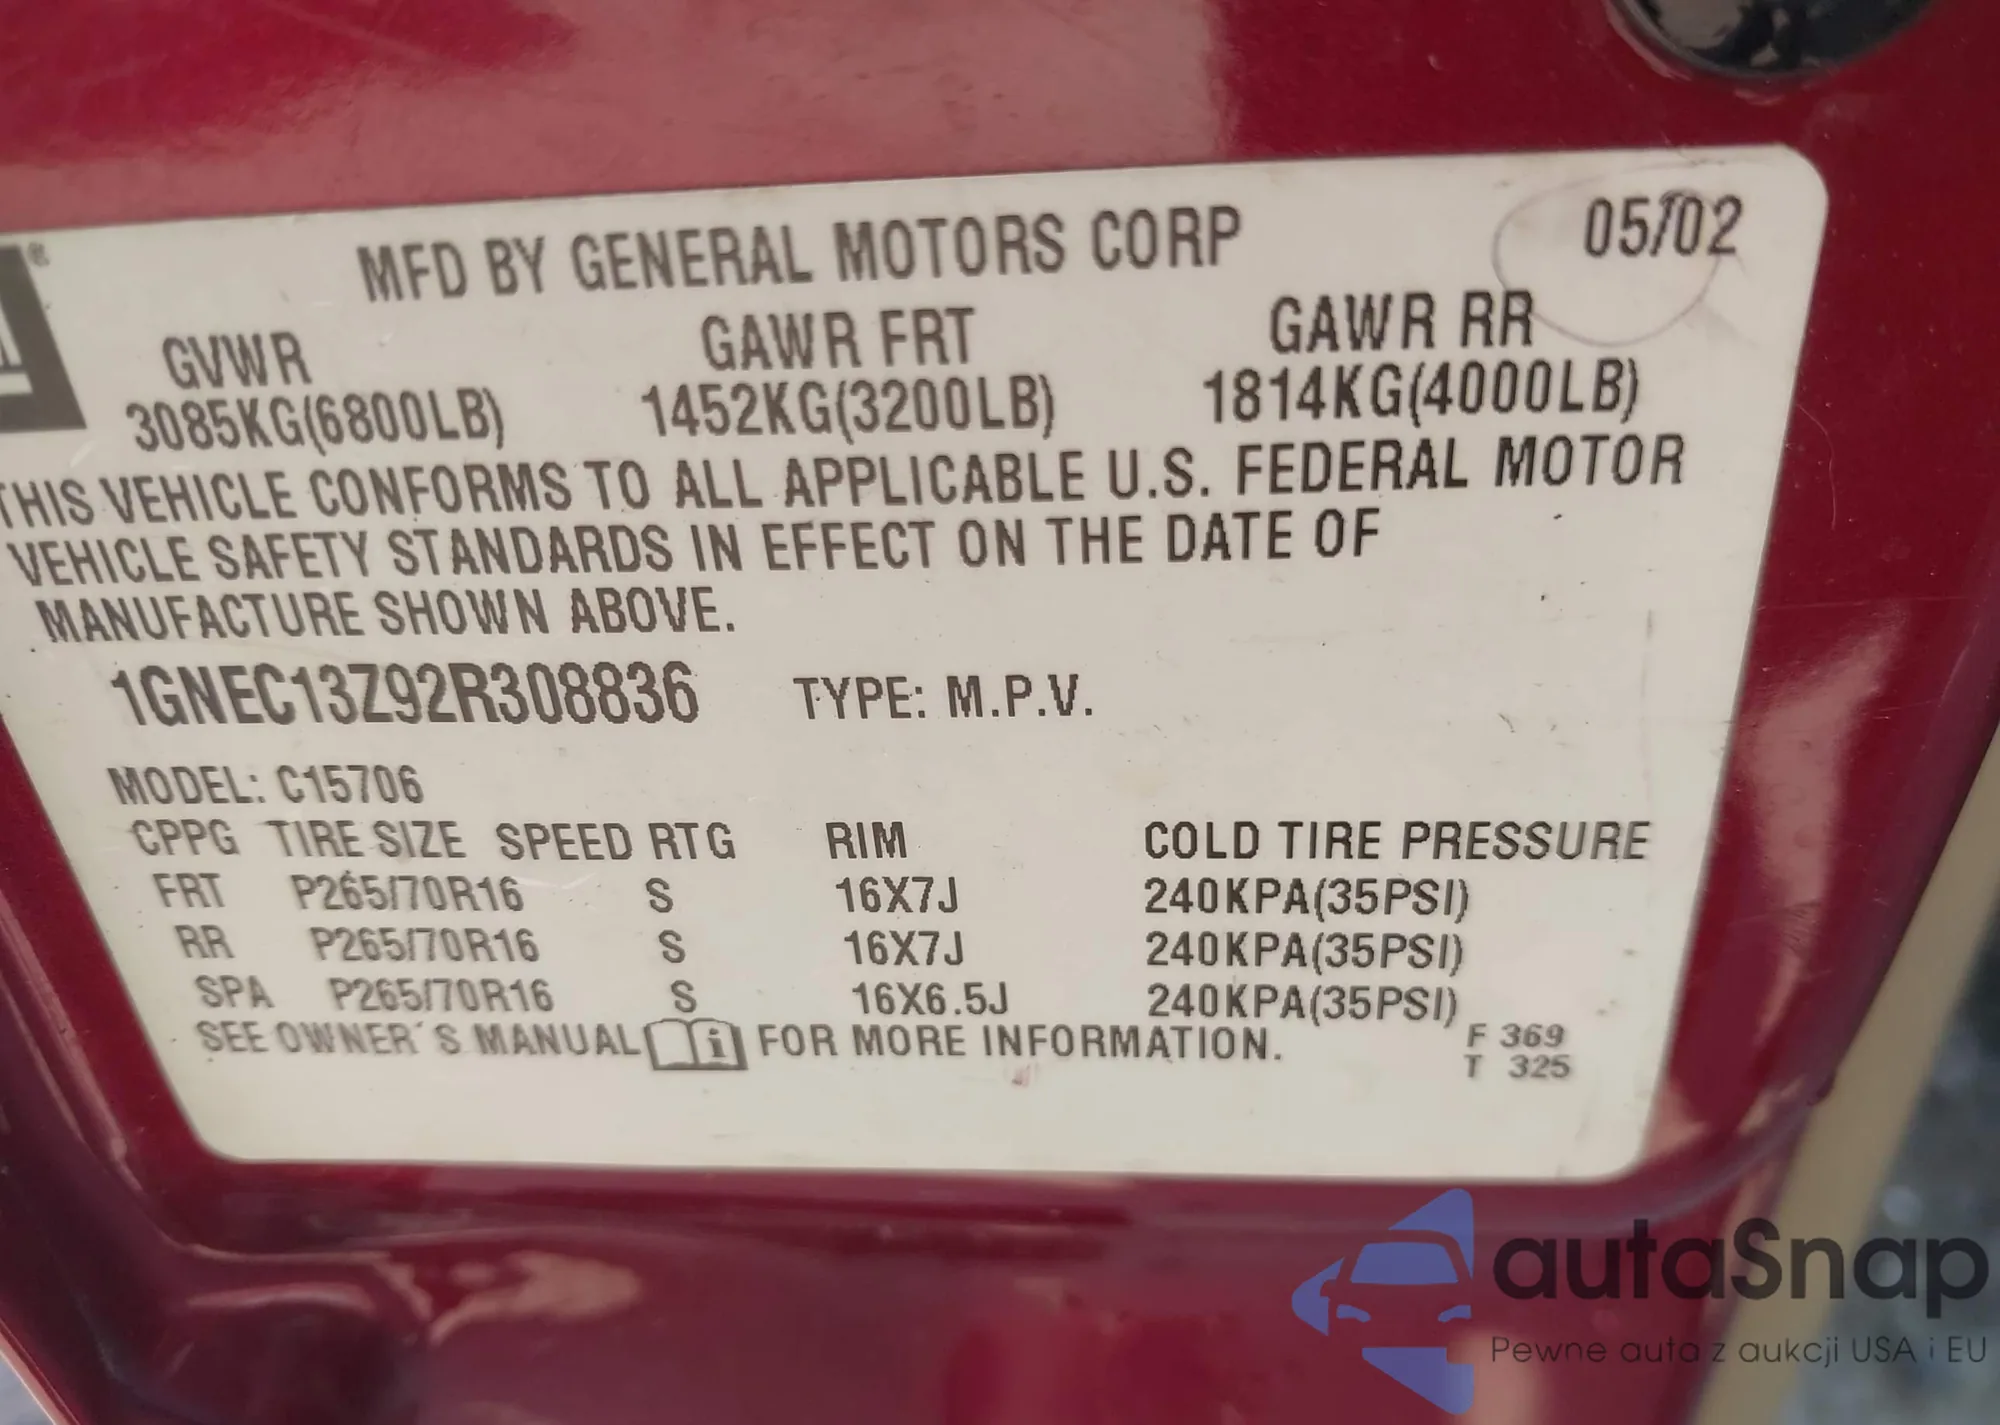 ®
MFD BY GENERAL MOTORS CORP 05/02
GVWR GAWR FRT GAWR RR
3085KG(6800LB) 1452KG(3200LB) 1814KG(4000LB)
THIS VEHICLE CONFORMS TO ALL APPLICABLE U.S. FEDERAL MOTOR
VEHICLE SAFETY STANDARDS IN EFFECT ON THE DATE OF
MANUFACTURE SHOWN ABOVE.
1GNEC13Z92R308836 TYPE: M.P.V.
MODEL: C15706
CPPG TIRE SIZE SPEED RTG RIM COLD TIRE PRESSURE
FRT P265/70R16 S 16X7J 240KPA(35PSI)
RR P265/70R16 S 16X7J 240KPA(35PSI)
SPA P265/70R16 S 16X6.5J 240KPA(35PSI)
SEE OWNER´S MANUAL i FOR MORE INFORMATION.
F 369
T 325
autaSnap
Pewne auta z aukcji USA i EU